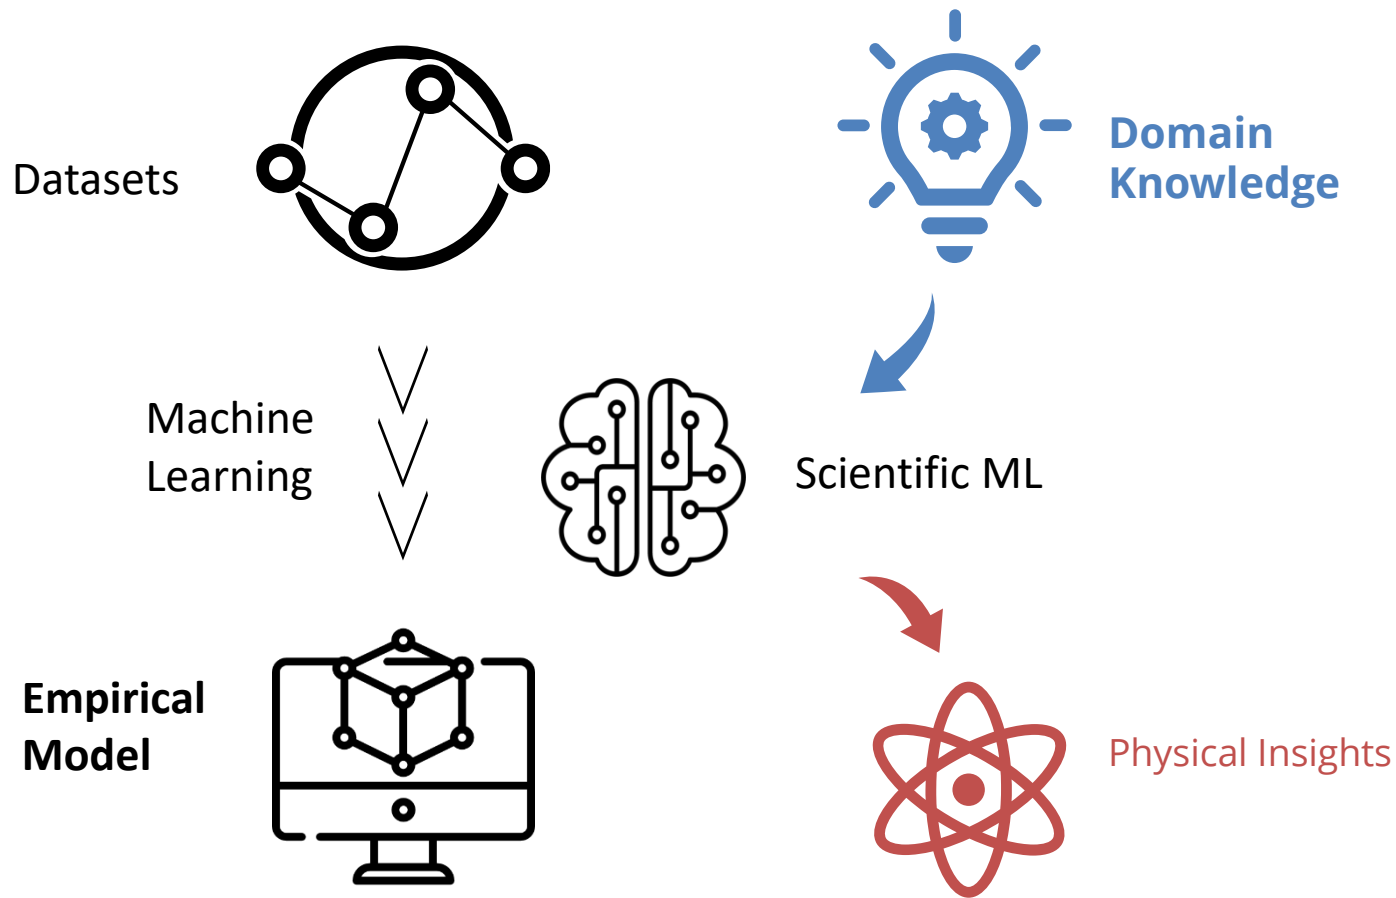 Datasets
Domain
Knowledge
Machine
Learning
Scientific ML
Empirical
Model
Physical Insights